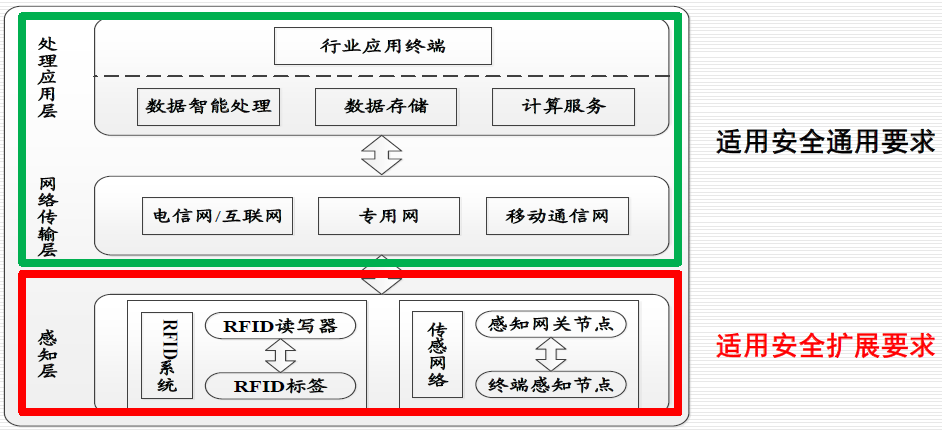 处理应用层
行业应用终端
数据智能处理
数据存储
计算服务
适用安全通用要求
网络传输层
电信网/互联网
专用网
移动通信网
感知层
RFID系统
RFID读写器
RFID标签
传感网络
感知网关节点
终端感知节点
适用安全扩展要求